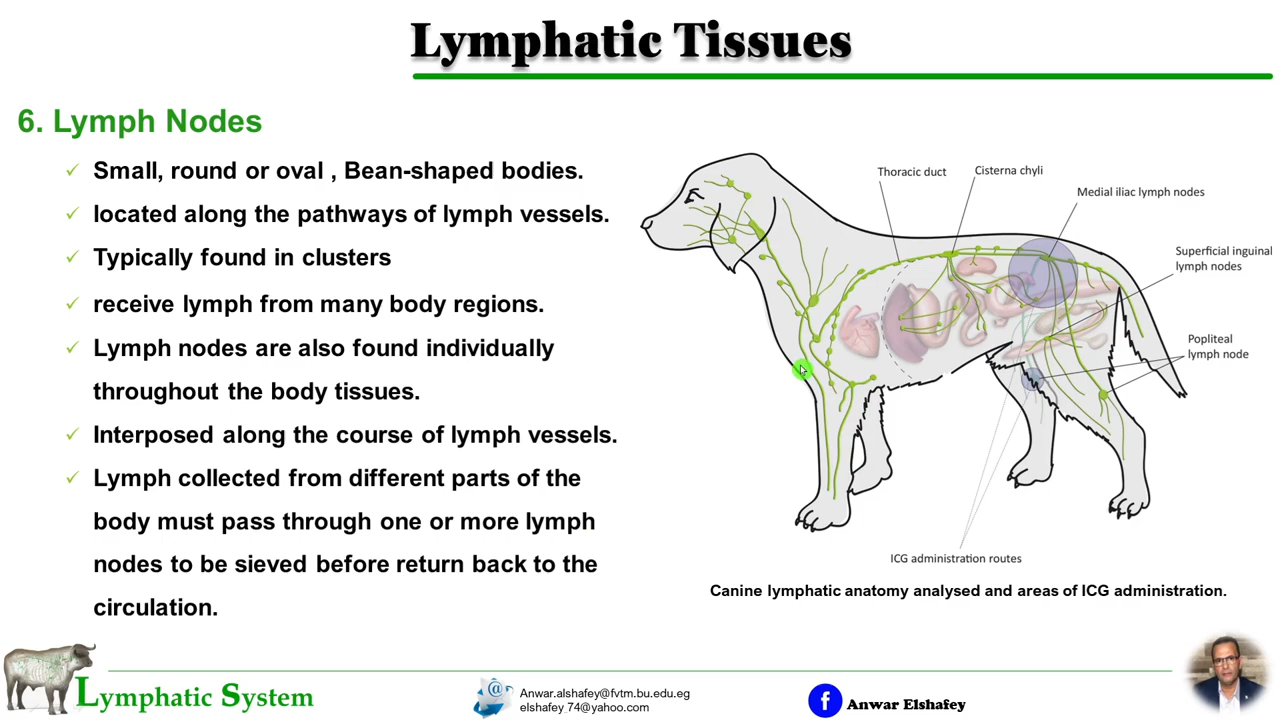 Lymphatic Tissues
6. Lymph Nodes
✓ Small, round or oval , Bean-shaped bodies.
✓ located along the pathways of lymph vessels.
✓ Typically found in clusters
✓ receive lymph from many body regions.
✓ Lymph nodes are also found individually
throughout the body tissues.
✓ Interposed along the course of lymph vessels.
✓ Lymph collected from different parts of the
body must pass through one or more lymph
nodes to be sieved before return back to the
circulation.
Thoracic duct
Cisterna chyli
Medial iliac lymph nodes
Superficial inguinal
lymph nodes
Popliteal
lymph node
ICG administration routes
Canine lymphatic anatomy analysed and areas of ICG administration.
Lymphatic System
@
Anwar.alshafey@fvtm.bu.edu.eg
elshafey_74@yahoo.com
f
Anwar Elshafey